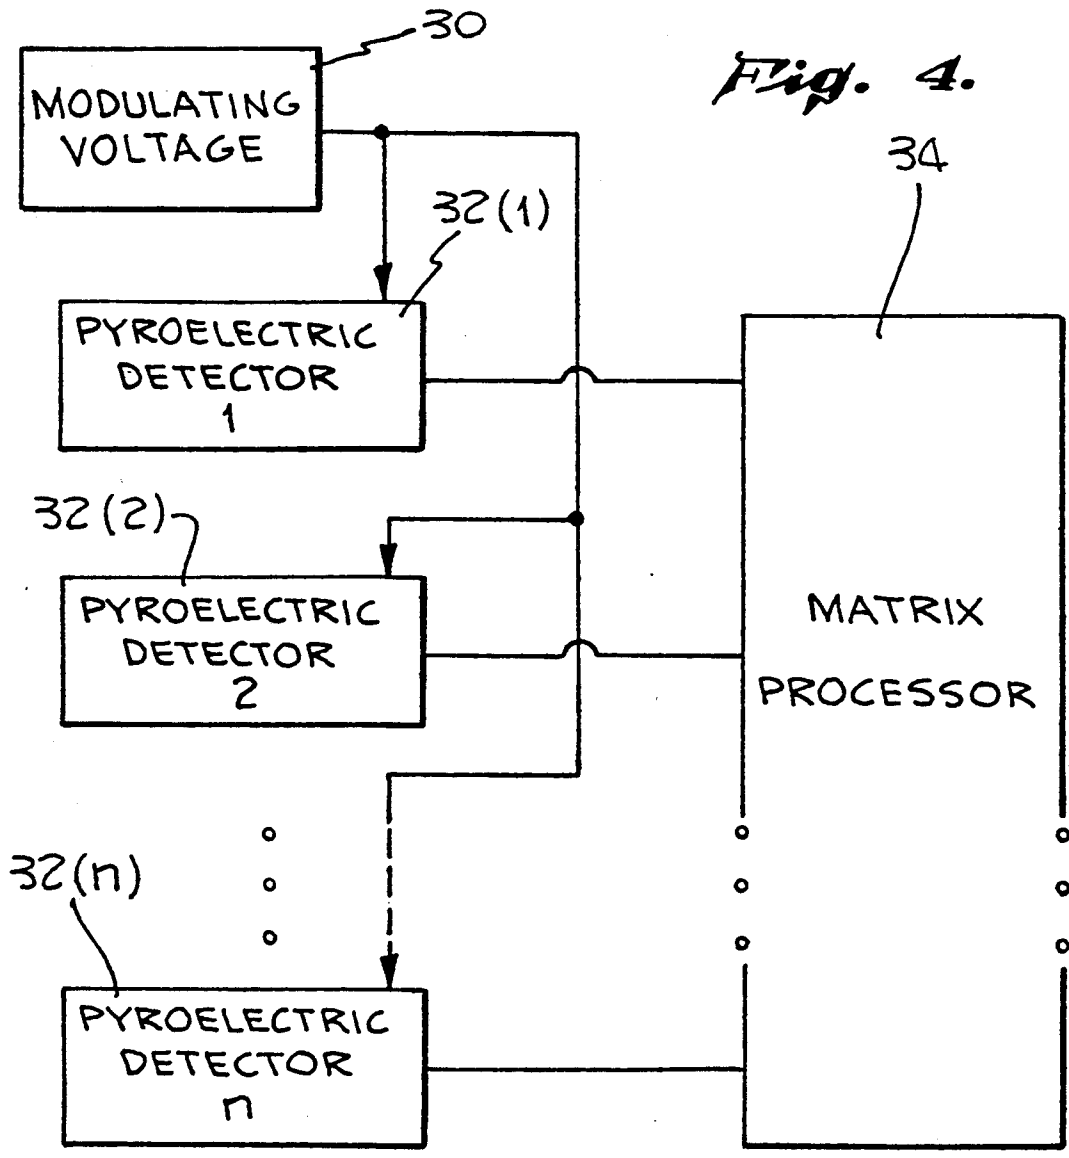 30
Fig. 4.
MODULATING
VOLTAGE
34
32(1)
PYROELECTRIC
DETECTOR
1
32(2)
PYROELECTRIC
DETECTOR
2
MATRIX
PROCESSOR
32(n)
PYROELECTRIC
DETECTOR
n